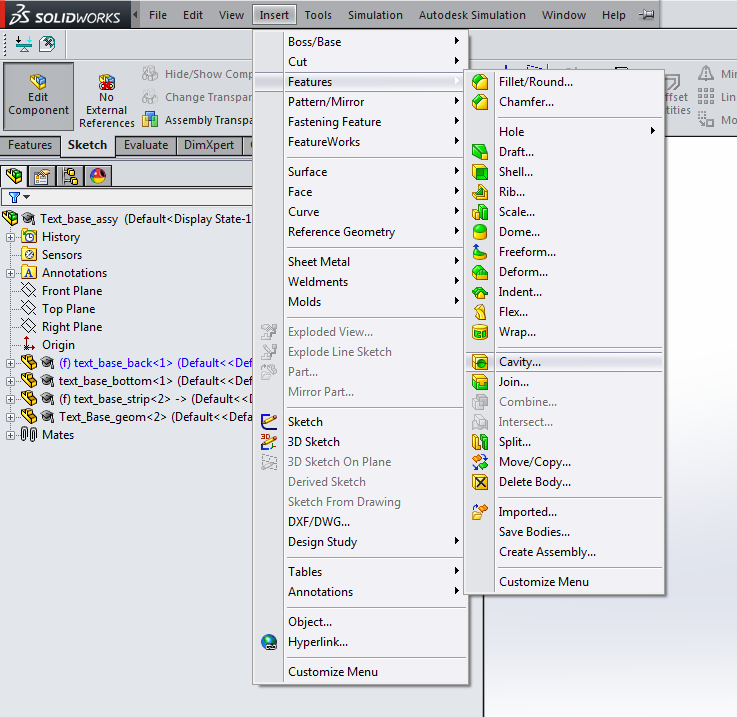 SOLIDWORKS File Edit View Insert Tools Simulation Autodesk Simulation Window Help
Edit Component
No External References
Hide/Show Comp
Change Transpar
Assembly Transpa
Features Sketch Evaluate DimXpert
Text_base_assy (Default<Display State-1
History
Sensors
Annotations
Front Plane
Top Plane
Right Plane
Origin
(f) text_base_back<1> (Default<<Def
text_base_bottom<1> (Default<<Def
(f) text_base_strip<2> -> (Default<<
Text_Base_geom<2> (Default<<Defa
Mates
Boss/Base
Cut
Features
Pattern/Mirror
Fastening Feature
FeatureWorks
Surface
Face
Curve
Reference Geometry
Sheet Metal
Weldments
Molds
Exploded View...
Explode Line Sketch
Part...
Mirror Part...
Sketch
3D Sketch
3D Sketch On Plane
Derived Sketch
Sketch From Drawing
DXF/DWG...
Design Study
Tables
Annotations
Object...
Hyperlink...
Customize Menu
Fillet/Round...
Chamfer...
Hole
Draft...
Shell...
Rib...
Scale...
Dome...
Freeform...
Deform...
Indent...
Flex...
Wrap...
Cavity...
Join...
Combine...
Intersect...
Split...
Move/Copy...
Delete Body...
Imported...
Save Bodies...
Create Assembly...
Customize Menu
ffset
tities
Mi
Lin
Mo